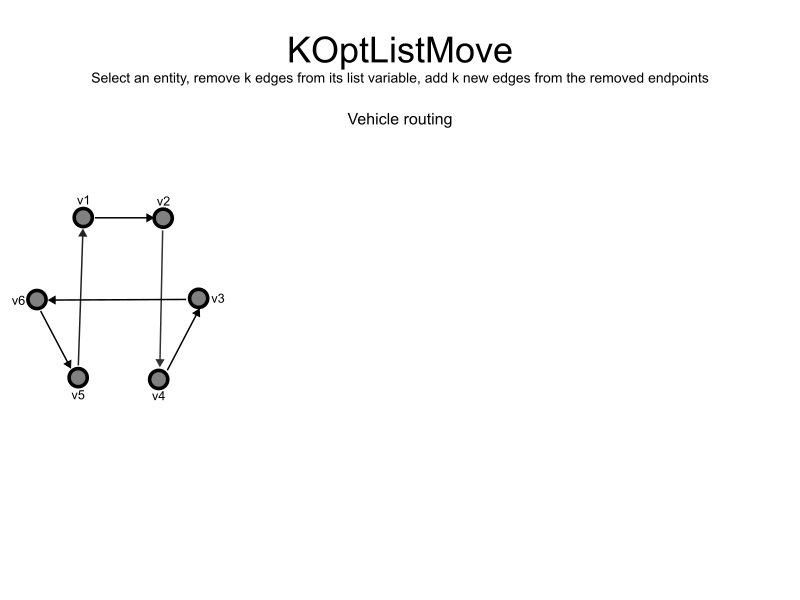 KOptListMove
Select an entity, remove k edges from its list variable, add k new edges from the removed endpoints
Vehicle routing
v1
v2
v6
v3
v5
v4